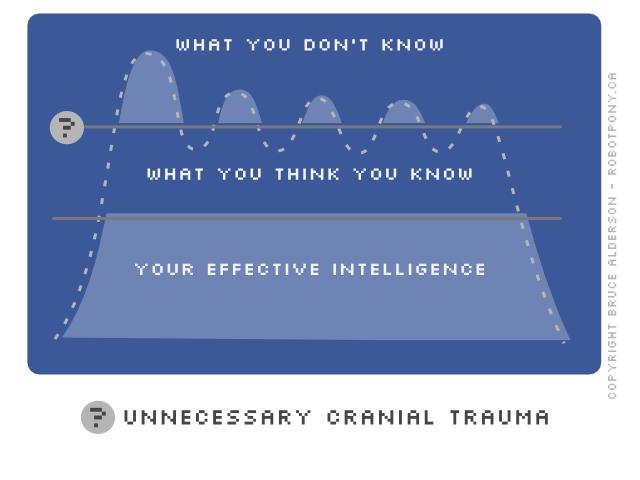 WHAT YOU DON'T KNOW
?
WHAT YOU THINK YOU KNOW
YOUR EFFECTIVE INTELLIGENCE
? UNNECESSARY CRANIAL TRAUMA
COPYRIGHT BRUCE ALDERSON - ROBOTPONY.CA